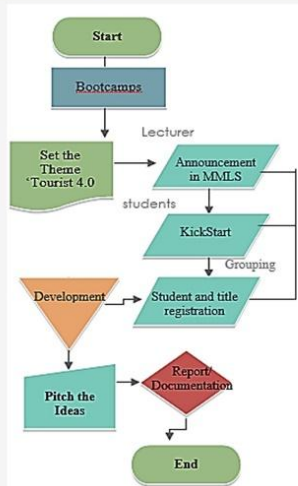 Start
Bootcamps
Lecturer
Set the
Theme
‘Tourist 4.0
Announcement
in MMLS
students
KickStart
Grouping
Development
Student and title
registration
Pitch the
Ideas
Report/
Documentation
End